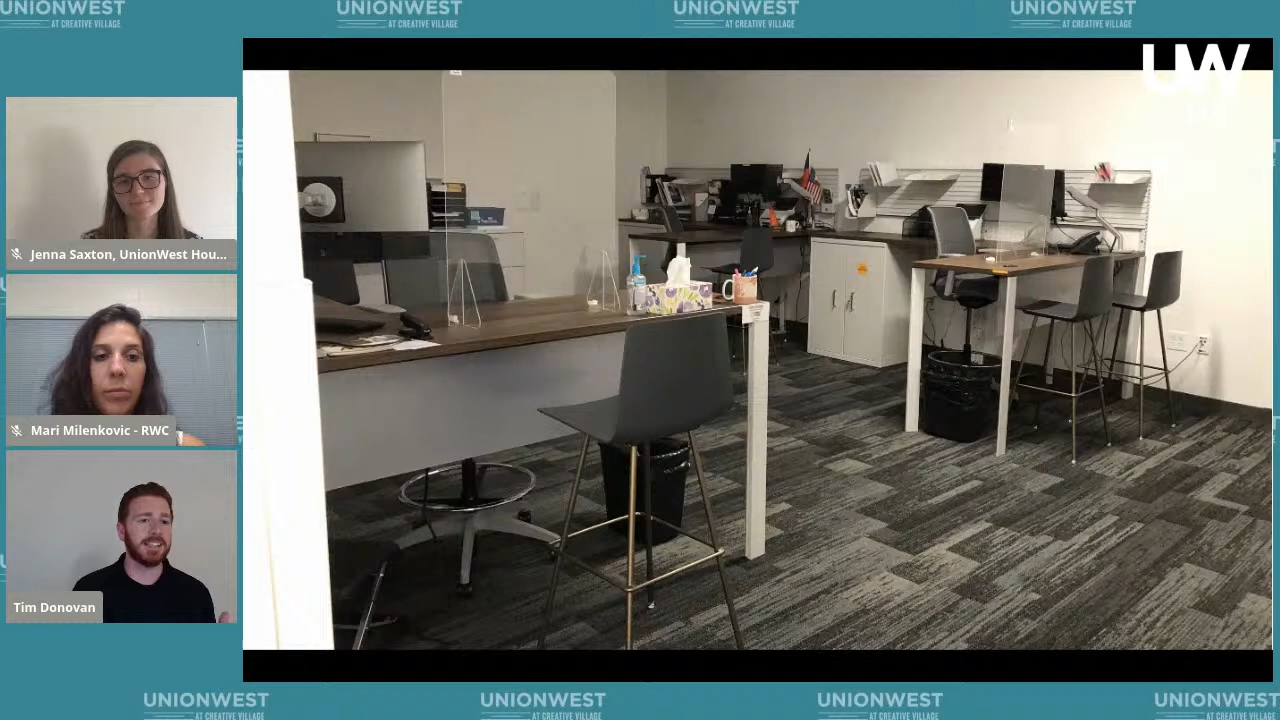 UNIONWEST
AT CREATIVE VILLAGE
UNIONWEST
AT CREATIVE VILLAGE
UNIONWEST
AT CREATIVE VILLAGE
UNIONWEST
AT CREATIVE VILLAGE
UW
Jenna Saxton, UnionWest Hou...
Mari Milenkovic - RWC
Tim Donovan
UNIONWEST
AT CREATIVE VILLAGE
UNIONWEST
AT CREATIVE VILLAGE
UNIONWEST
AT CREATIVE VILLAGE
UNIONWEST
AT CREATIVE VILLAGE